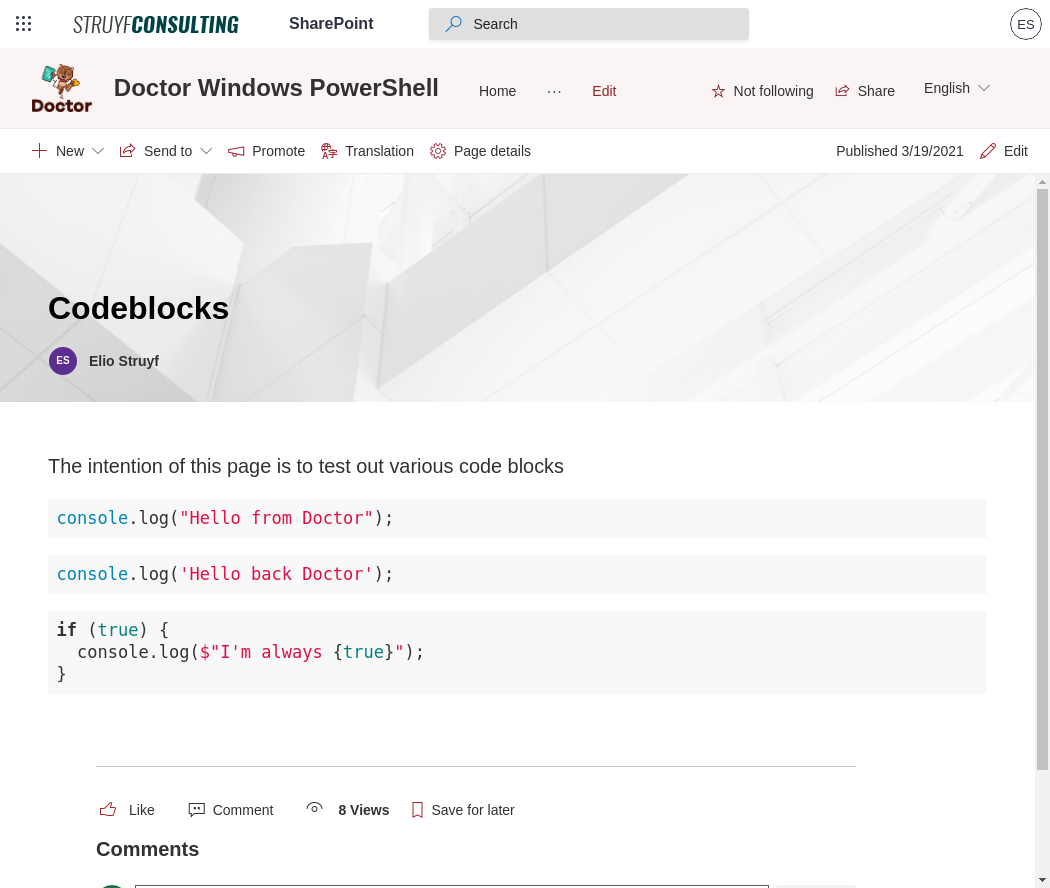 STRUYFCONSULTING SharePoint Search ES
Doctor Doctor Windows PowerShell Home ... Edit Not following Share English
New Send to Promote Translation Page details Published 3/19/2021 Edit
Codeblocks
ES Elio Struyf
The intention of this page is to test out various code blocks
console.log("Hello from Doctor");
console.log('Hello back Doctor');
if (true) {
  console.log($"I'm always {true}");
}
Like Comment 8 Views Save for later
Comments